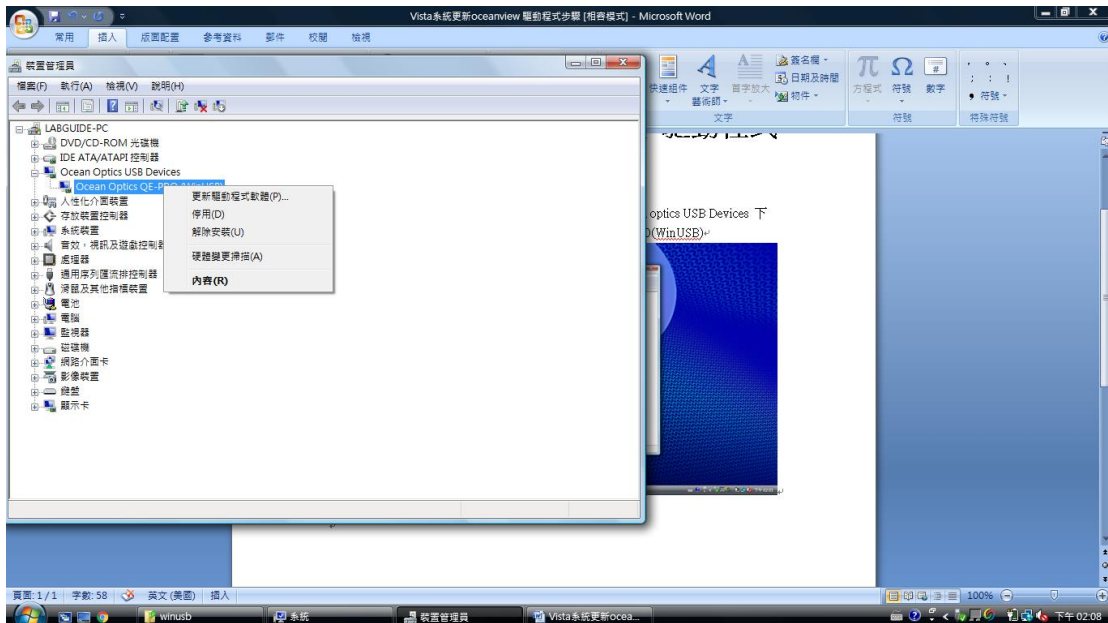 Vista系統更新oceanview 驅動程式步驟 [相容模式] - Microsoft Word
常用 插入 版面配置 參考資料 郵件 校閱 檢視
裝置管理員
檔案(F) 執行(A) 檢視(V) 說明(H)
LABGUIDE-PC
DVD/CD-ROM 光碟機
IDE ATA/ATAPI 控制器
Ocean Optics USB Devices
Ocean Optics QE-PRO (WinUSB)
人性化介面裝置
存放裝置控制器
系統裝置
音效，視訊及遊戲控制器
處理器
通用序列匯流排控制器
滑鼠及其他指標裝置
電池
電腦
監視器
磁碟機
網路介面卡
影像裝置
鍵盤
顯示卡
更新驅動程式軟體(P)...
停用(D)
解除安裝(U)
硬體變更掃描(A)
內容(R)
快速組件 文字藝術師 首字放大
簽名欄
日期及時間
物件
文字
方程式 符號 數字
符號
符號
特殊符號
optics USB Devices 下
(WinUSB)
頁面: 1/1 字數: 58 英文 (美國) 插入 100%
winusb 系統 裝置管理員 Vista系統更新ocea... 下午 02:08